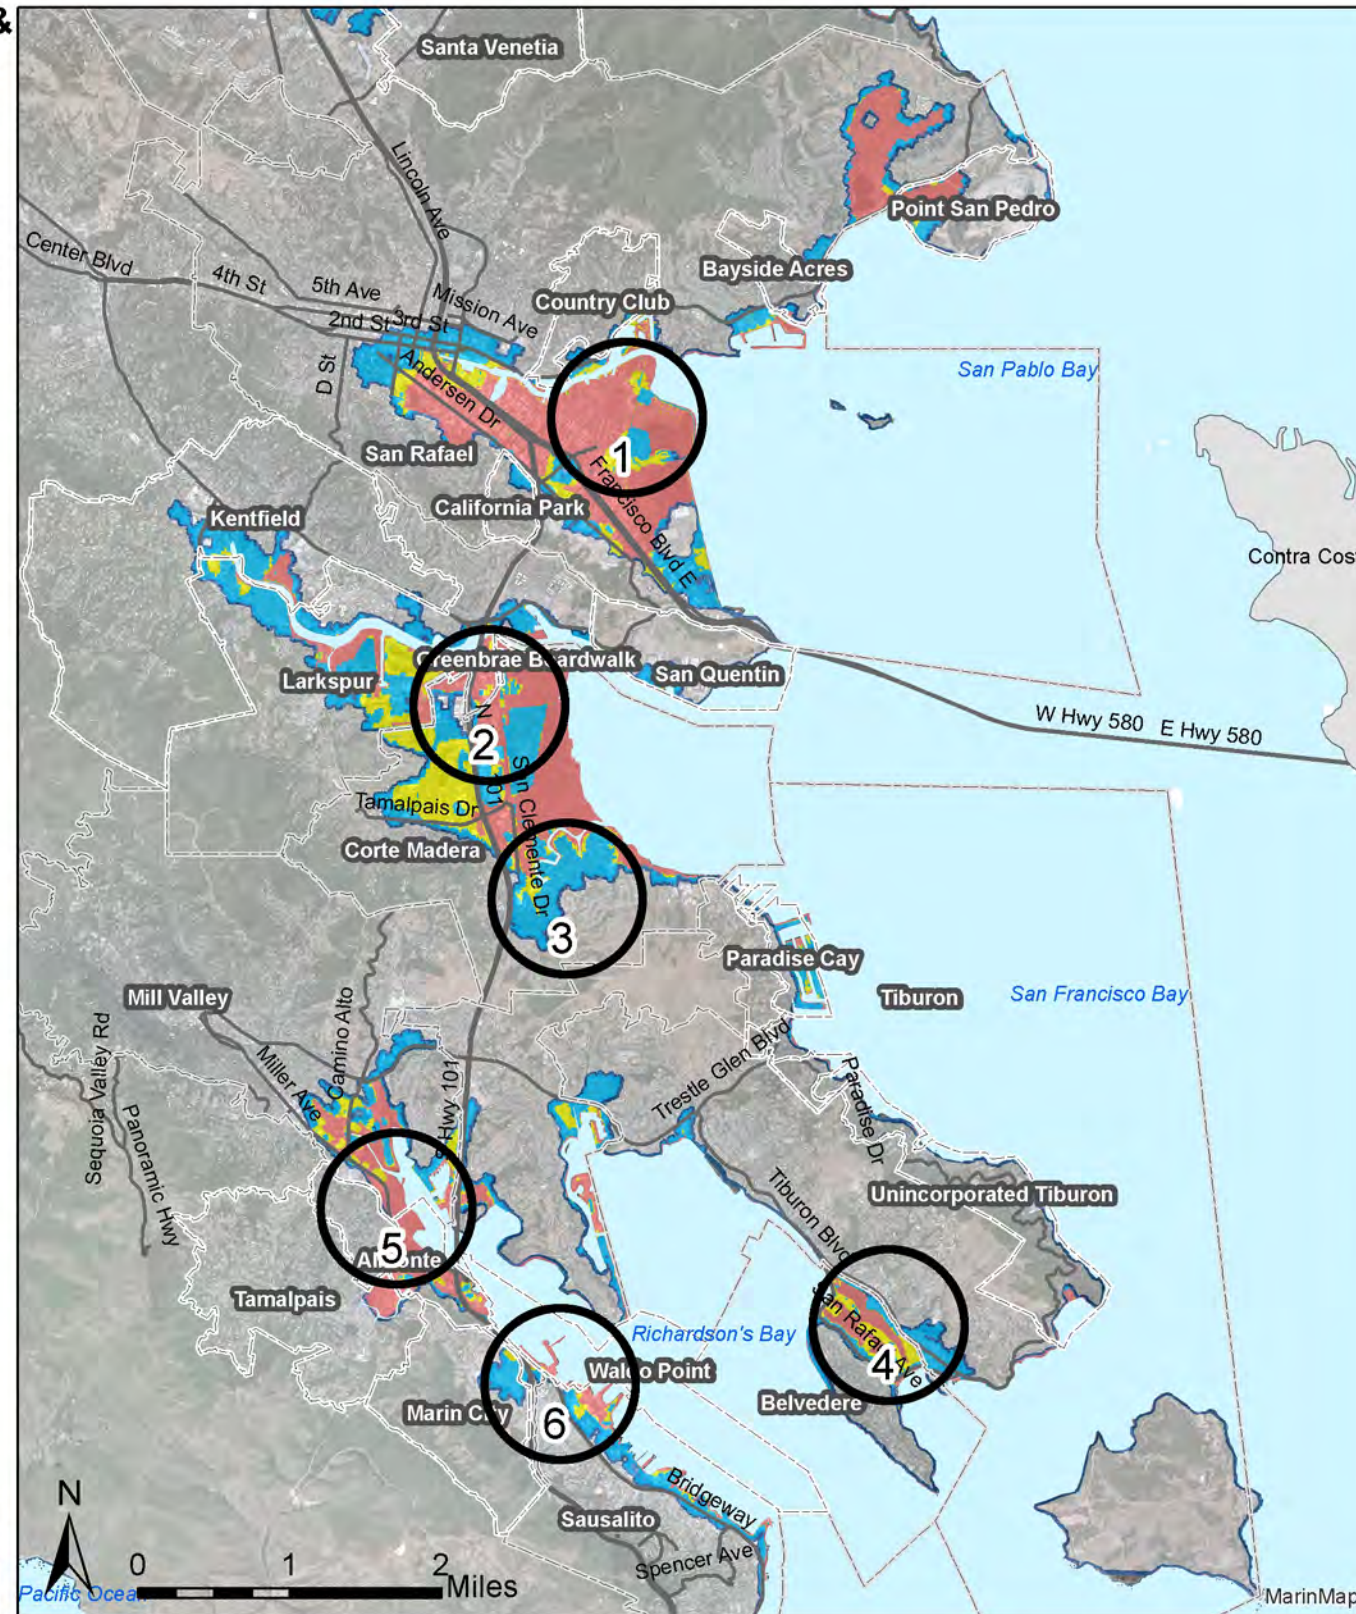 &
Santa Venetia
Lincoln Ave
Point San Pedro
Center Blvd
4th St
5th Ave
Mission Ave
Bayside Acres
Country Club
2nd St
3rd St
D St
Andersen Dr
San Pablo Bay
San Rafael
1
California Park
Francisco Blvd E
Kentfield
Contra Cos
Greenbrae Boardwalk
Larkspur
San Quentin
W Hwy 580 E Hwy 580
2
N
101
San Clemente Dr
Tamalpais Dr
Corte Madera
3
Paradise Cay
Mill Valley
Tiburon
San Francisco Bay
Camino Alto
Sequoia Valley Rd
Miller Ave
Panoramic Hwy
S Hwy 101
Trestle Glen Blvd
Paradise Dr
Unincorporated Tiburon
Tiburon Blvd
5
Almonte
Tamalpais
San Rafael Ave
4
Richardson's Bay
Waldo Point
Belvedere
Marin City
6
Bridgeway
Sausalito
Spencer Ave
N
0 1 2 Miles
Pacific Ocean
MarinMap